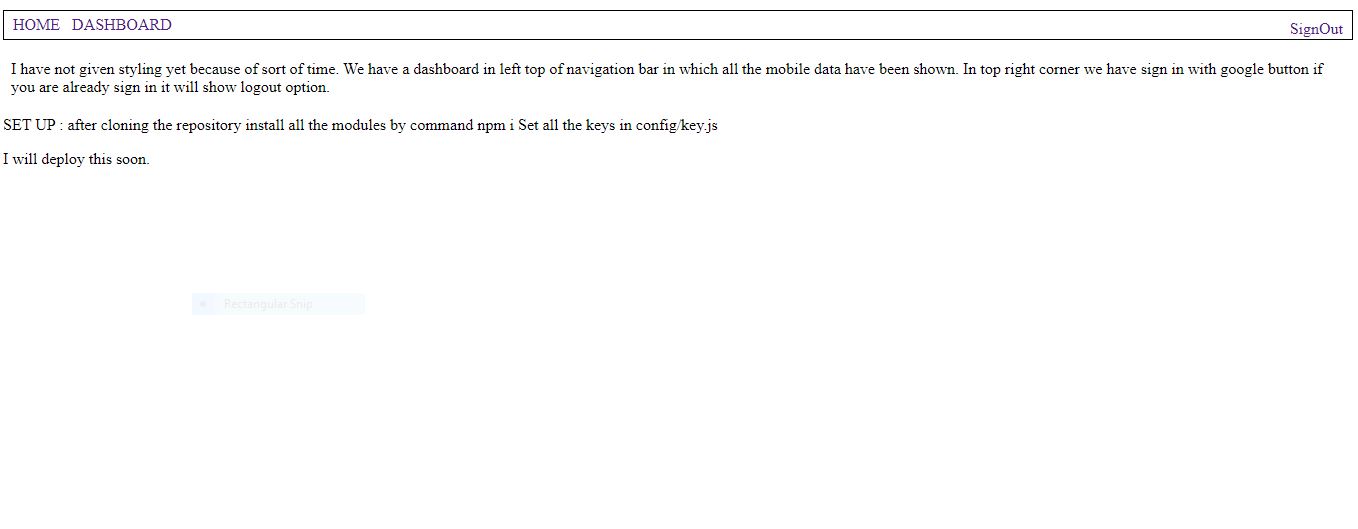 HOME DASHBOARD SignOut
I have not given styling yet because of sort of time. We have a dashboard in left top of navigation bar in which all the mobile data have been shown. In top right corner we have sign in with google button if
you are already sign in it will show logout option.
SET UP : after cloning the repository install all the modules by command npm i Set all the keys in config/key.js
I will deploy this soon.
Rectangular Snip